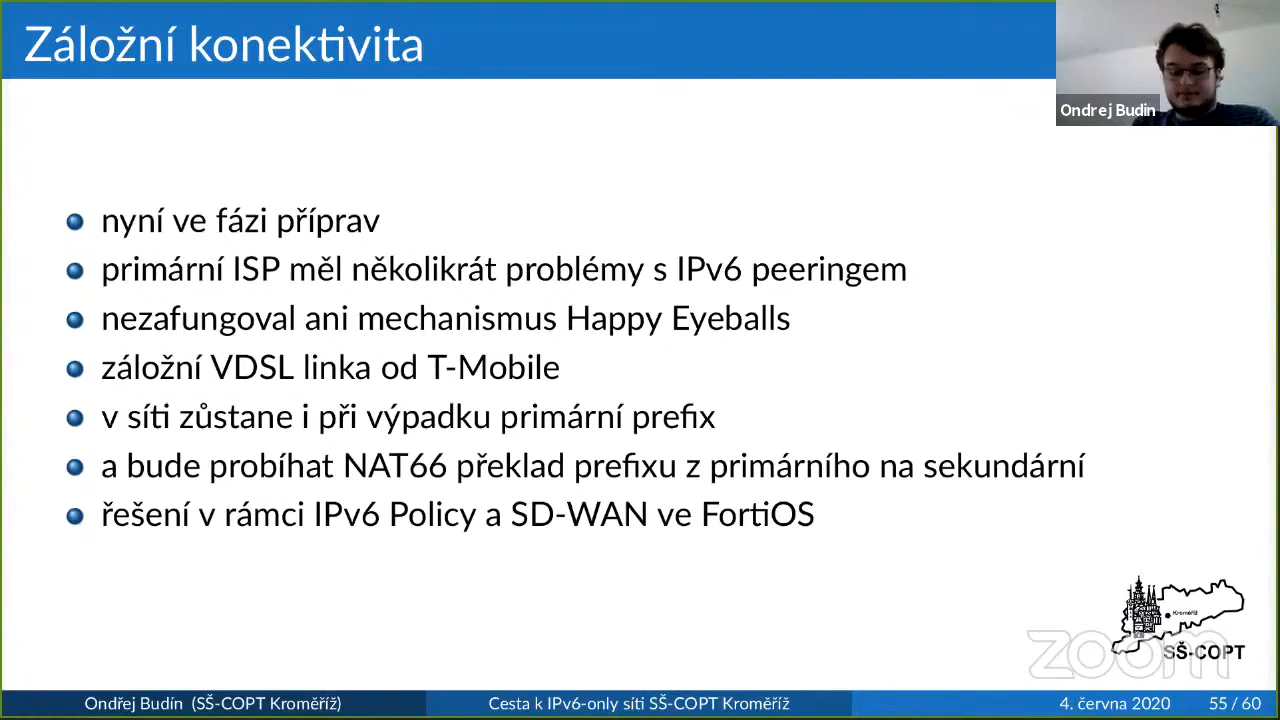 Záložní konektivita
Ondrej Budin
nyní ve fázi příprav
primární ISP měl několikrát problémy s IPv6 peeringem
nezafungoval ani mechanismus Happy Eyeballs
záložní VDSL linka od T-Mobile
v síti zůstane i při výpadku primární prefix
a bude probíhat NAT66 překlad prefixu z primárního na sekundární
řešení v rámci IPv6 Policy a SD-WAN ve FortiOS
Kroměříž
zoom
SŠ-COPT
Ondřej Budín (SŠ-COPT Kroměříž)
Cesta k IPv6-only síti SŠ-COPT Kroměříž
4. června 2020
55 / 60